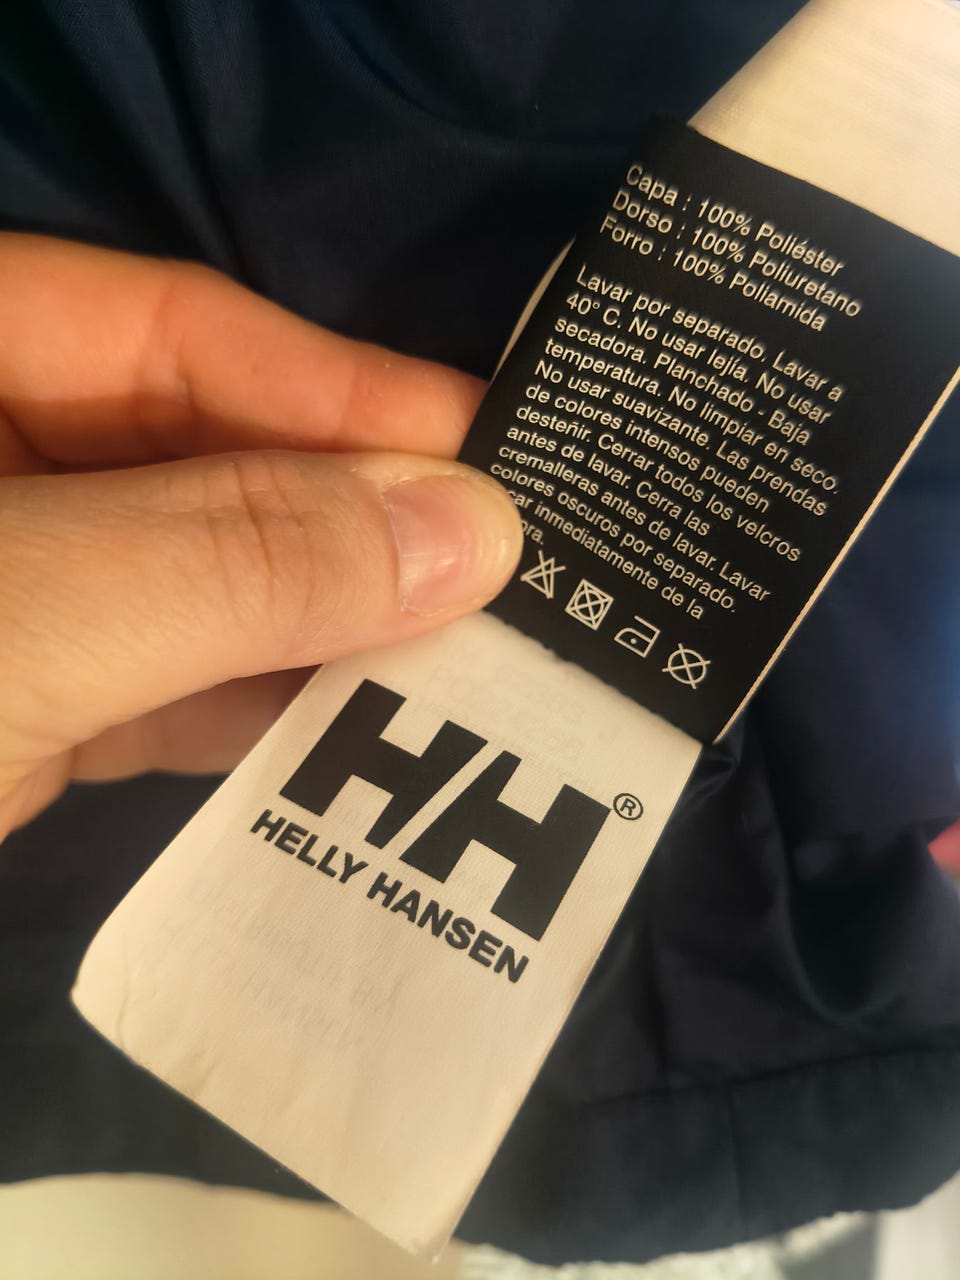 Capa : 100% Poliéster
Dorso : 100% Poliuretano
Forro : 100% Poliamida
Lavar por separado. Lavar a
40° C. No usar lejía. No usar
secadora. Planchado - Baja
temperatura. No limpiar en seco.
No usar suavizante. Las prendas
de colores intensos pueden
desteñir. Cerrar todos los velcros
antes de lavar. Cerra las
cremalleras antes de lavar. Lavar
colores oscuros por separado.
inmediatamente de la
HH®
HELLY HANSEN